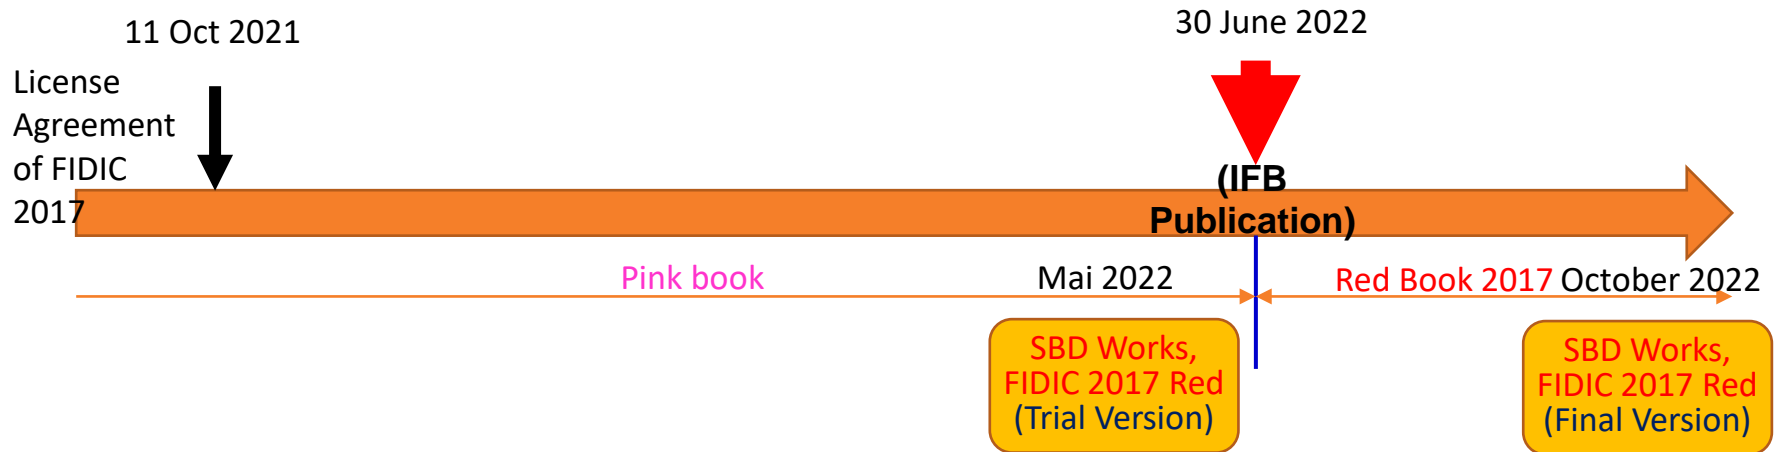 11 Oct 2021
30 June 2022
License
Agreement
of FIDIC
2017
(IFB
Publication)
Pink book
Mai 2022
Red Book 2017
October 2022
SBD Works,
FIDIC 2017 Red
(Trial Version)
SBD Works,
FIDIC 2017 Red
(Final Version)